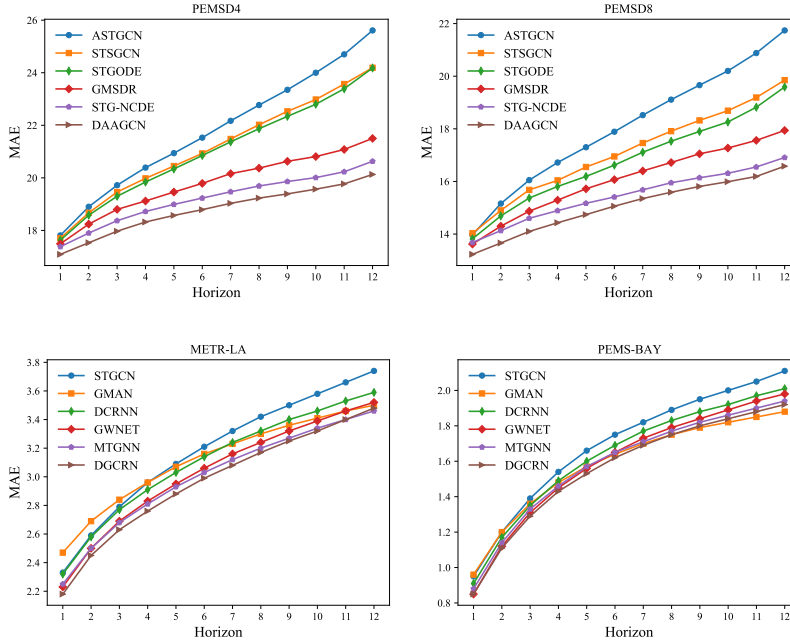 PEMSD4
26
24
22
20
18
MAE
ASTGCN
STSGCN
STGODE
GMSDR
STG-NCDE
DAAGCN
1 2 3 4 5 6 7 8 9 10 11 12
Horizon
PEMSD8
22
20
18
16
14
MAE
ASTGCN
STSGCN
STGODE
GMSDR
STG-NCDE
DAAGCN
1 2 3 4 5 6 7 8 9 10 11 12
Horizon
METR-LA
3.8
3.6
3.4
3.2
3.0
2.8
2.6
2.4
2.2
MAE
STGCN
GMAN
DCRNN
GWNET
MTGNN
DGCRN
1 2 3 4 5 6 7 8 9 10 11 12
Horizon
PEMS-BAY
2.0
1.8
1.6
1.4
1.2
1.0
0.8
MAE
STGCN
GMAN
DCRNN
GWNET
MTGNN
DGCRN
1 2 3 4 5 6 7 8 9 10 11 12
Horizon